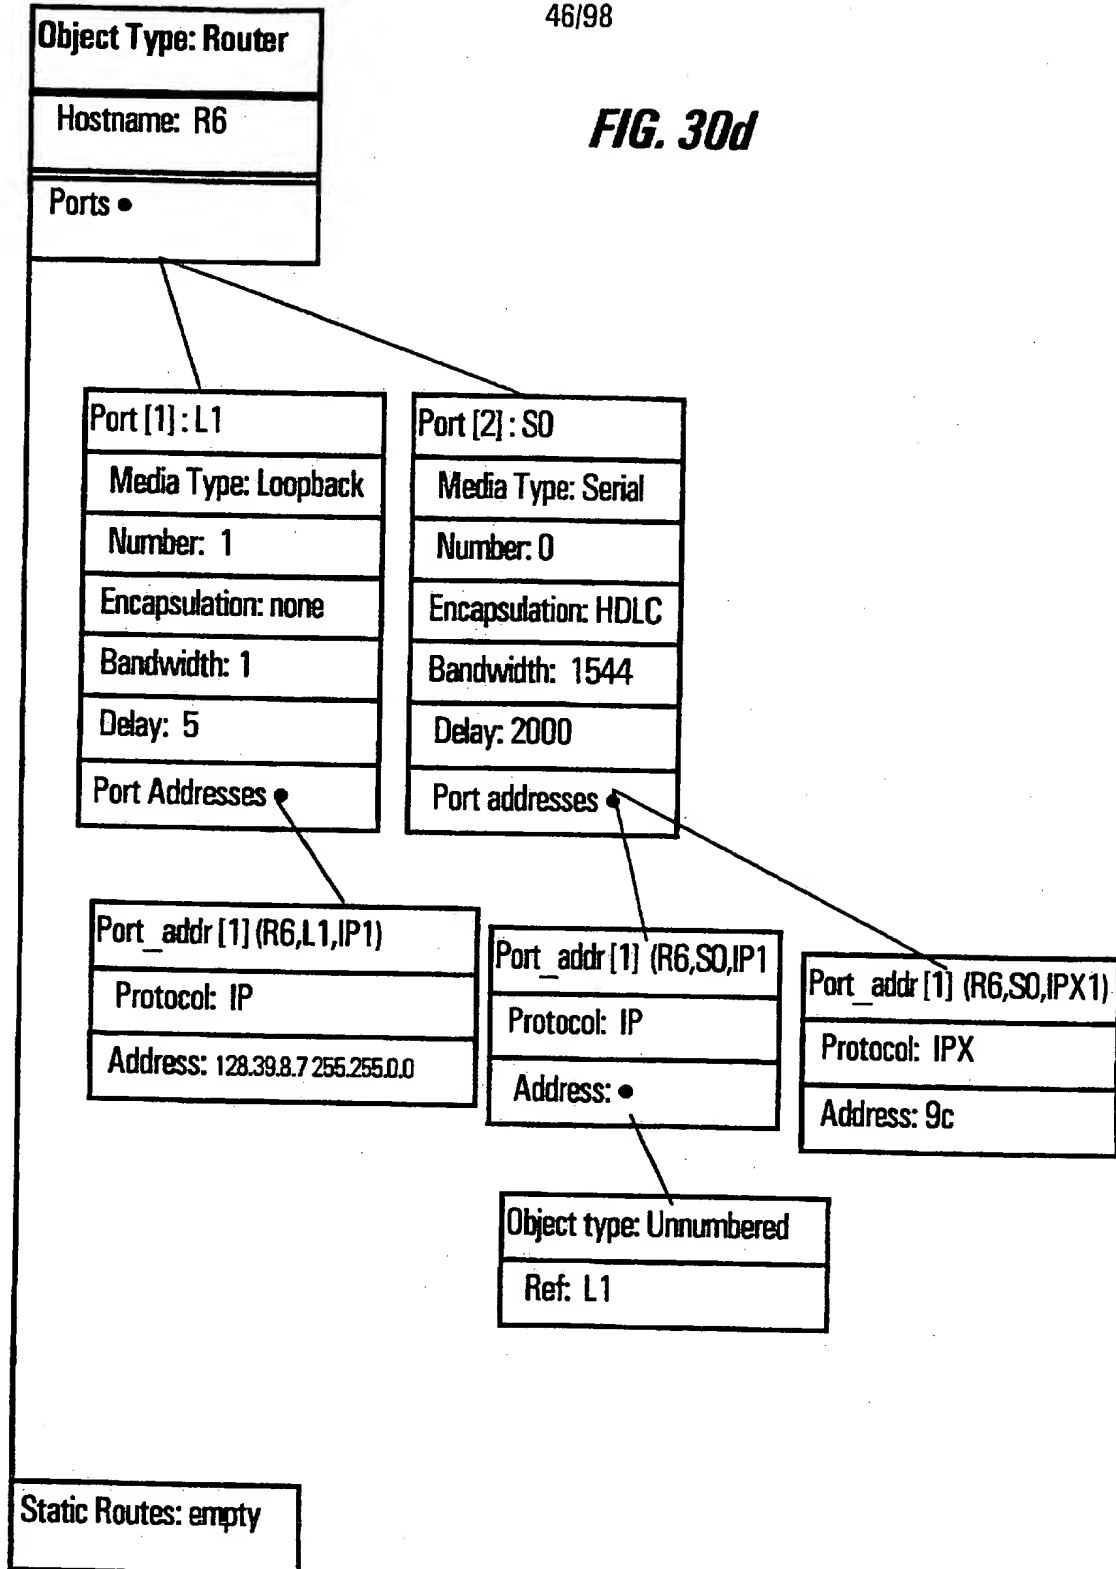 46/98
FIG. 30d
Object Type: Router
Hostname: R6
Ports
Port [1] : L1
Media Type: Loopback
Number: 1
Encapsulation: none
Bandwidth: 1
Delay: 5
Port Addresses
Port [2] : S0
Media Type: Serial
Number: 0
Encapsulation: HDLC
Bandwidth: 1544
Delay: 2000
Port addresses
Port_addr [1] (R6,L1,IP1)
Protocol: IP
Address: 128.39.8.7 255.255.0.0
Port_addr [1] (R6,S0,IP1
Protocol: IP
Address:
Port_addr [1] (R6,S0,IPX1)
Protocol: IPX
Address: 9c
Object type: Unnumbered
Ref: L1
Static Routes: empty